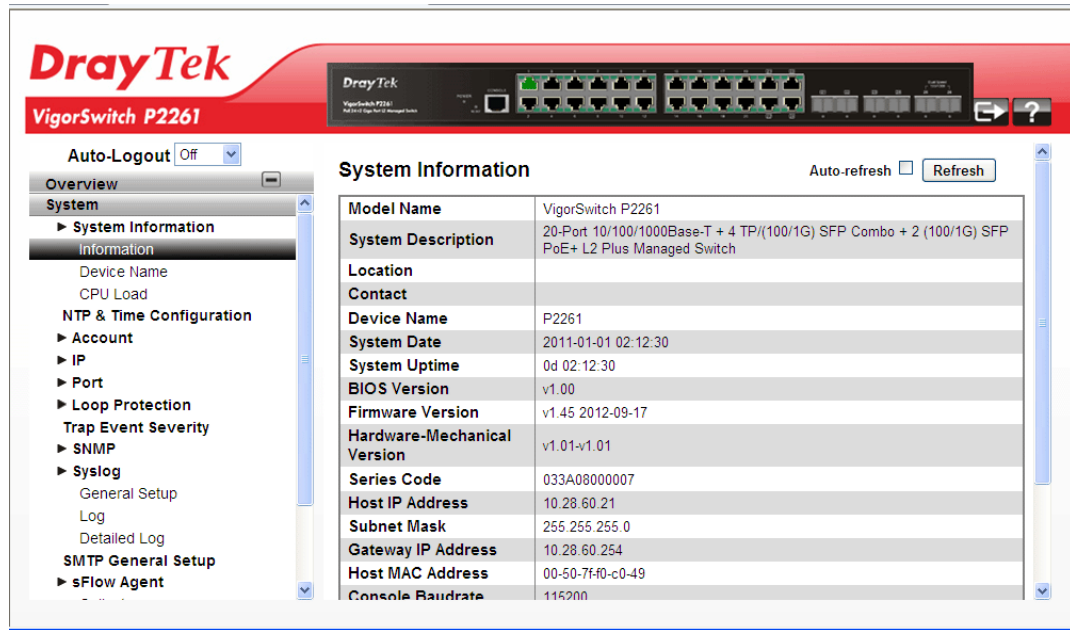 DrayTek
VigorSwitch P2261
DrayTek
VigorSwitch P2261
Auto-Logout Off
Overview
System
System Information
Information
Device Name
CPU Load
NTP & Time Configuration
Account
IP
Port
Loop Protection
Trap Event Severity
SNMP
Syslog
General Setup
Log
Detailed Log
SMTP General Setup
sFlow Agent
System Information
Auto-refresh Refresh
Model Name VigorSwitch P2261
System Description 20-Port 10/100/1000Base-T + 4 TP/(100/1G) SFP Combo + 2 (100/1G) SFP
PoE+ L2 Plus Managed Switch
Location
Contact
Device Name P2261
System Date 2011-01-01 02:12:30
System Uptime 0d 02:12:30
BIOS Version v1.00
Firmware Version v1.45 2012-09-17
Hardware-Mechanical
Version v1.01-v1.01
Series Code 033A08000007
Host IP Address 10.28.60.21
Subnet Mask 255.255.255.0
Gateway IP Address 10.28.60.254
Host MAC Address 00-50-7f-f0-c0-49
Console Baudrate 115200